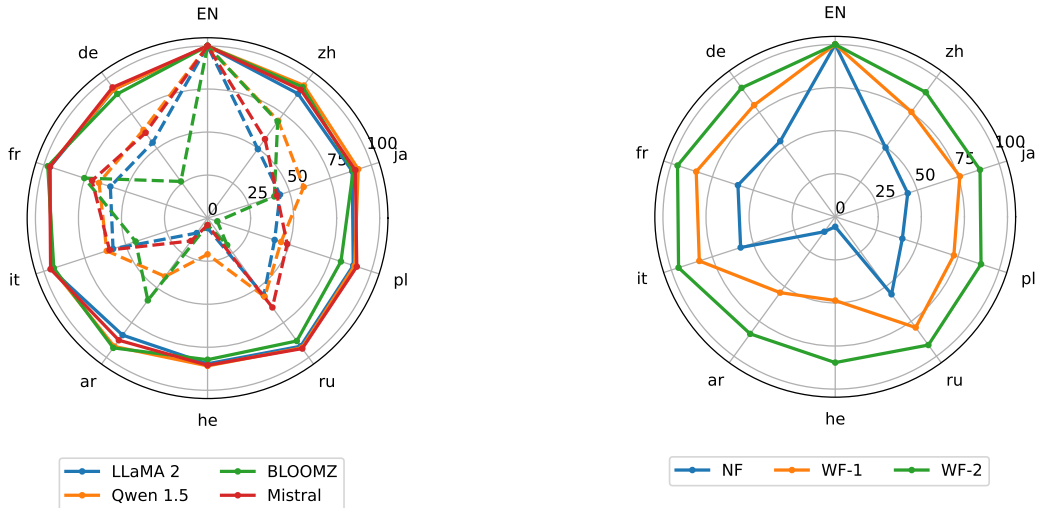 EN
zh
ja
pl
ru
he
ar
it
fr
de
0
25
50
75
100
LLaMA 2
Qwen 1.5
BLOOMZ
Mistral
EN
zh
ja
pl
ru
he
ar
it
fr
de
0
25
50
75
100
NF WF-1 WF-2